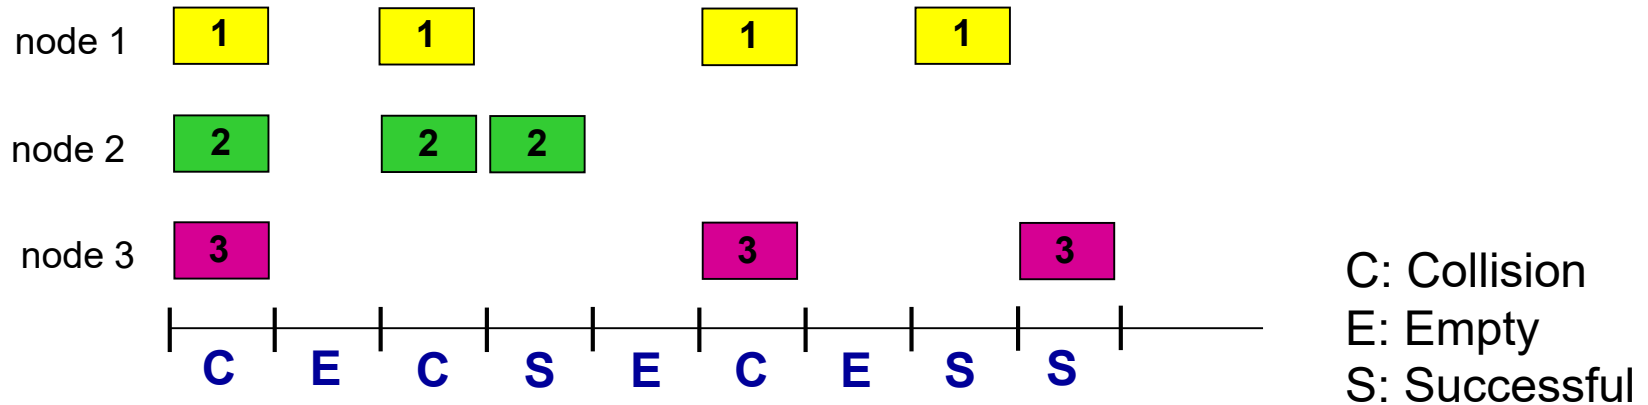 node 1 1 1 1 1
node 2 2 2 2
node 3 3 3 3
C E C S E C E S S
C: Collision
E: Empty
S: Successful